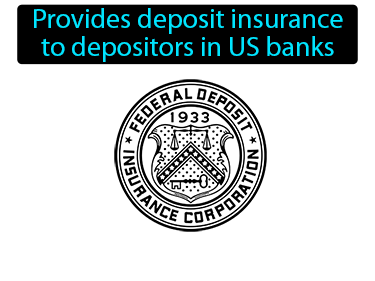 Provides deposit insurance
to depositors in US banks
FEDERAL DEPOSIT
1933
INSURANCE CORPORATION